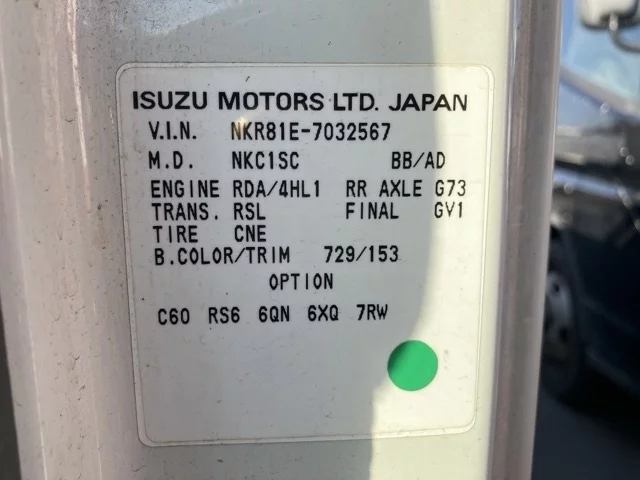 ISUZU MOTORS LTD. JAPAN
V.I.N. NKR81E-7032567
M.D. NKC1SC BB/AD
ENGINE RDA/4HL1 RR AXLE G73
TRANS. RSL FINAL GV1
TIRE CNE
B.COLOR/TRIM 729/153
OPTION
C60 RS6 6QN 6XQ 7RW